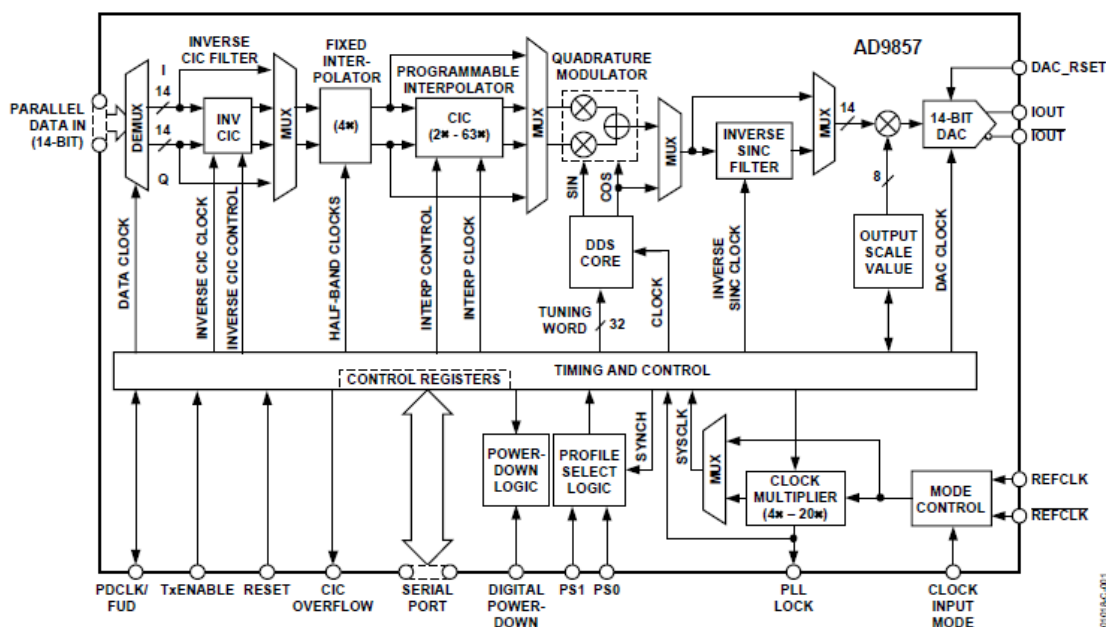 AD9857
INVERSE
CIC FILTER
FIXED
INTER-
POLATOR
PROGRAMMABLE
INTERPOLATOR
QUADRATURE
MODULATOR
DAC_RSET
IOUT
IOUT
PARALLEL
DATA IN
(14-BIT)
DEMUX
I
14
14
Q
INV
CIC
MUX
(4×)
CIC
(2× - 63×)
MUX
SIN
COS
MUX
INVERSE
SINC
FILTER
MUX
14
8
14-BIT
DAC
DDS
CORE
OUTPUT
SCALE
VALUE
DATA CLOCK
INVERSE CIC CLOCK
INVERSE CIC CONTROL
HALF-BAND CLOCKS
INTERP CONTROL
INTERP CLOCK
TUNING
WORD
32
CLOCK
INVERSE
SINC CLOCK
DAC CLOCK
TIMING AND CONTROL
CONTROL REGISTERS
POWER-
DOWN
LOGIC
PROFILE
SELECT
LOGIC
SYNCH
SYSCLK
MUX
CLOCK
MULTIPLIER
(4× – 20×)
MODE
CONTROL
REFCLK
REFCLK
PDCLK/
FUD
TxENABLE
RESET
CIC
OVERFLOW
SERIAL
PORT
DIGITAL
POWER-
DOWN
PS1
PS0
PLL
LOCK
CLOCK
INPUT
MODE
01018-C-001